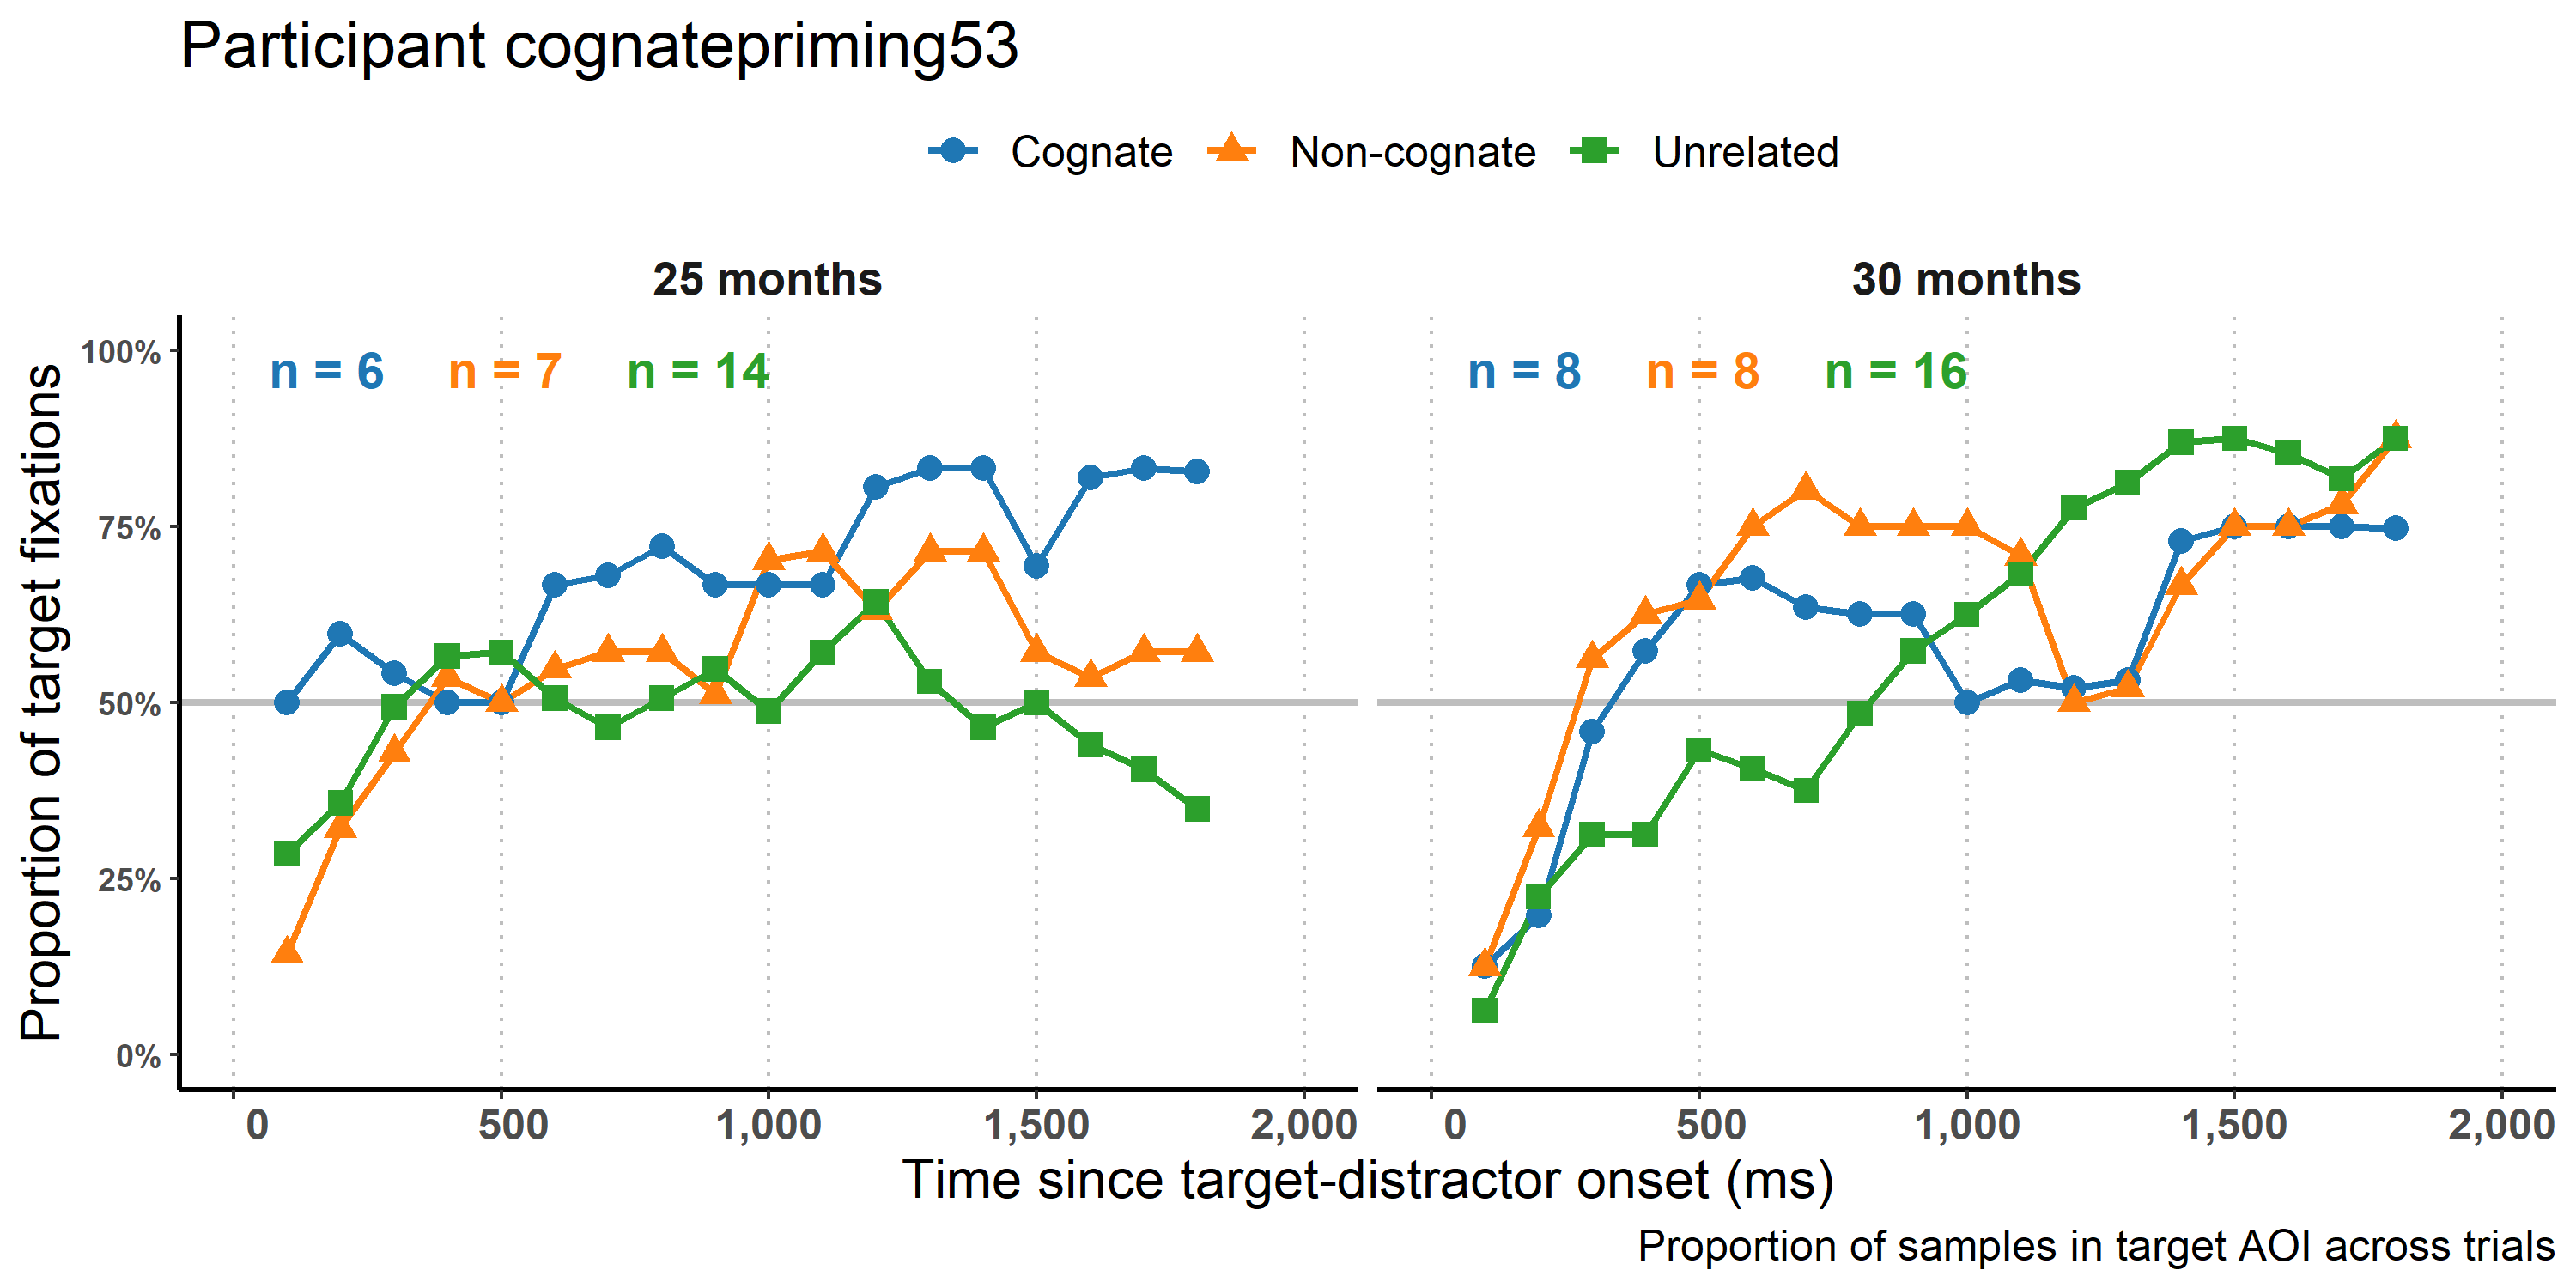 Participant cognatepriming53
Cognate Non-cognate Unrelated
25 months 30 months
Proportion of target fixations
100%
75%
50%
25%
0%
n = 6 n = 7 n = 14
n = 8 n = 8 n = 16
0 500 1,000 1,500 2,000
0 500 1,000 1,500 2,000
Time since target-distractor onset (ms)
Proportion of samples in target AOI across trials